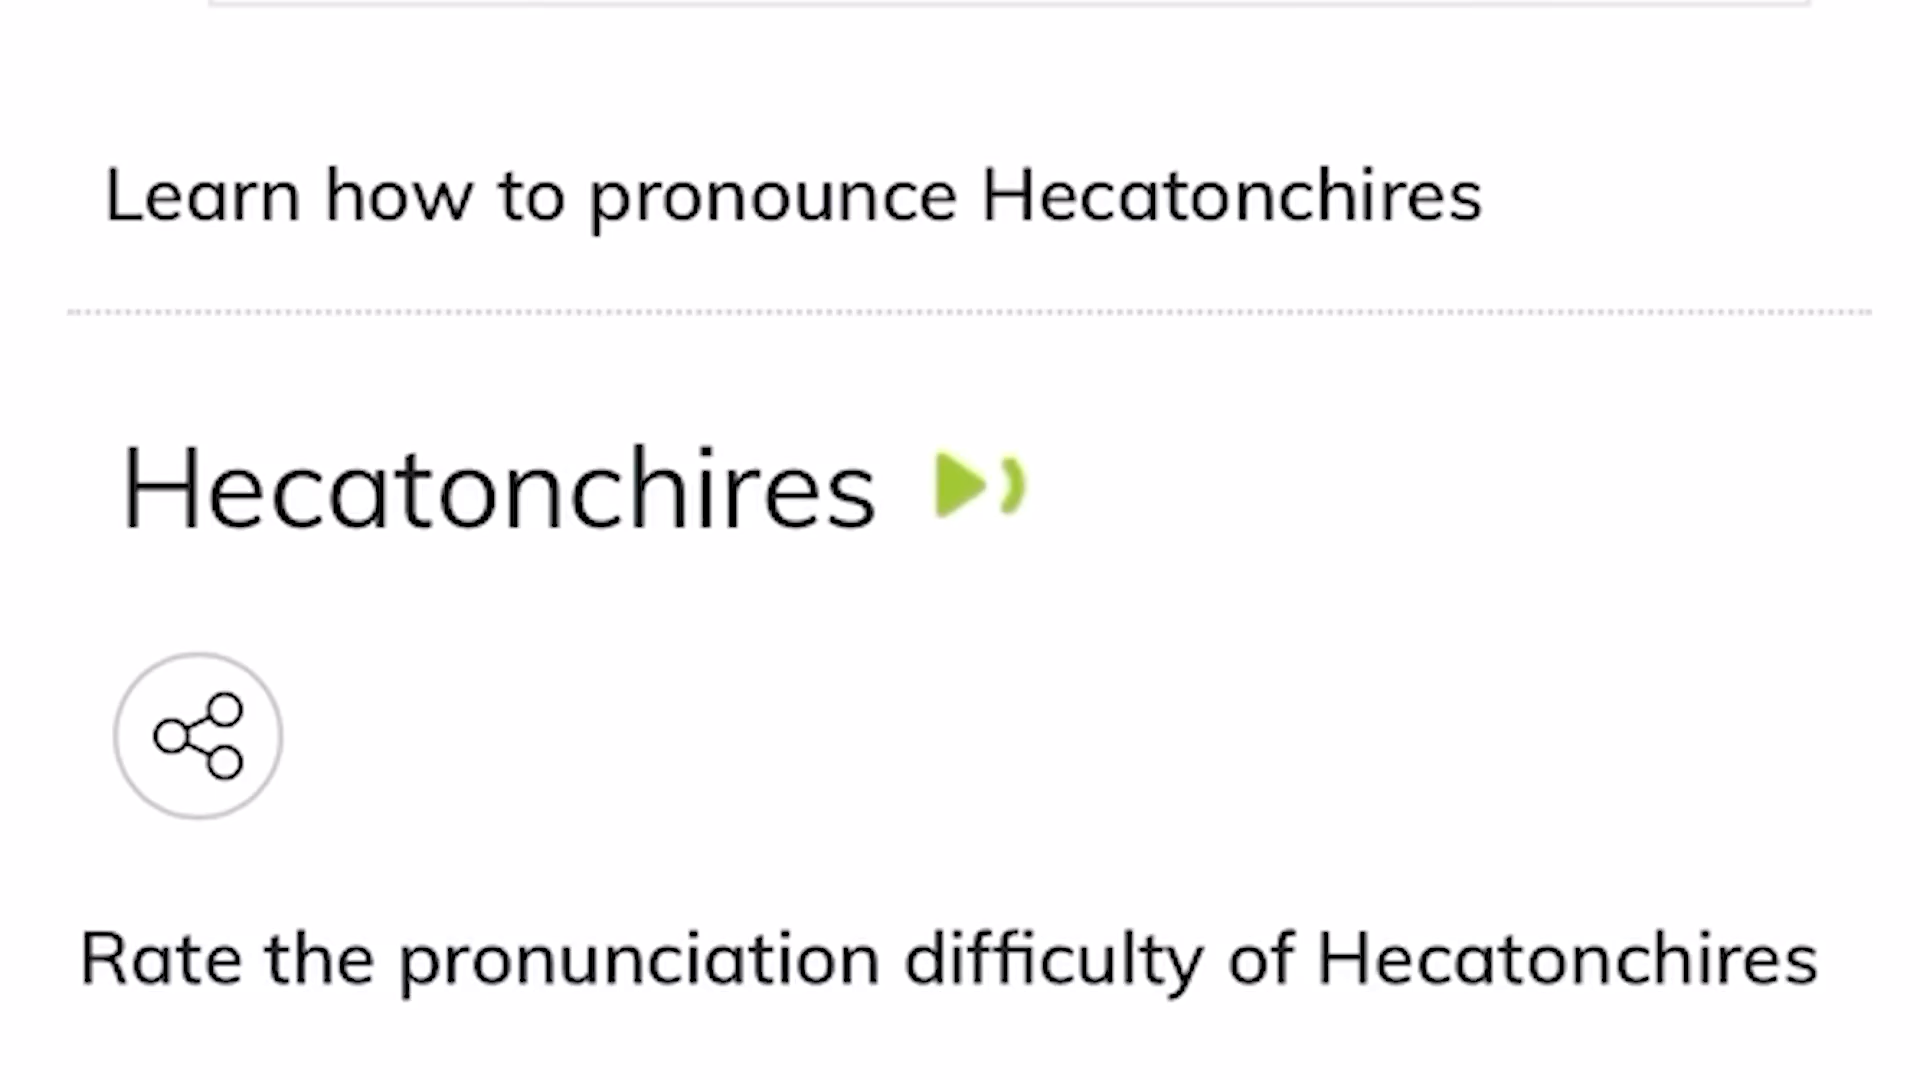 Learn how to pronounce Hecatonchires
Hecatonchires
Rate the pronunciation difficulty of Hecatonchires